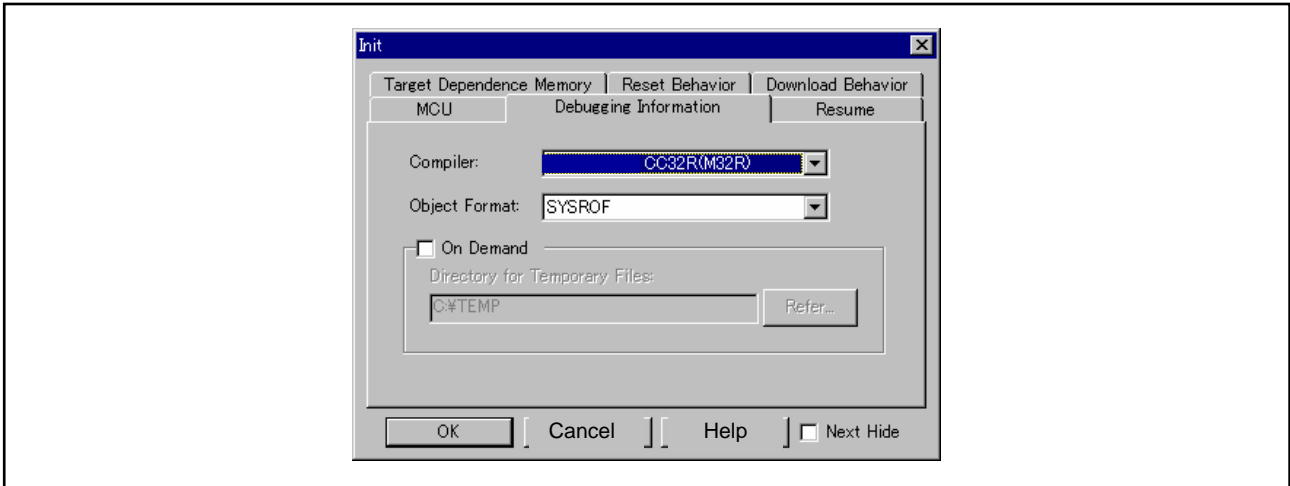 Init
Target Dependence Memory Reset Behavior Download Behavior
MCU Debugging Information Resume
Compiler: CC32R(M32R)
Object Format: SYSROF
On Demand
Directory for Temporary Files:
C:¥TEMP Refer...
OK Cancel Help Next Hide